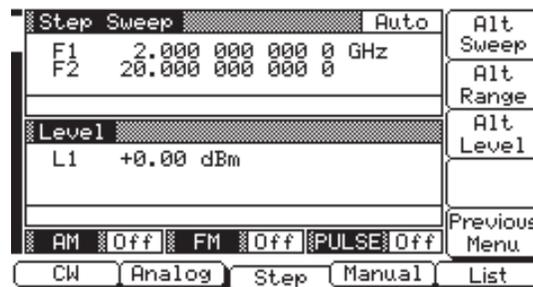 Step Sweep Auto
F1 2.000 000 000 0 GHz
F2 20.000 000 000 0
Level
L1 +0.00 dBm
AM Off FM Off PULSE Off
CW Analog Step Manual List
Alt Sweep
Alt Range
Alt Level
Previous Menu